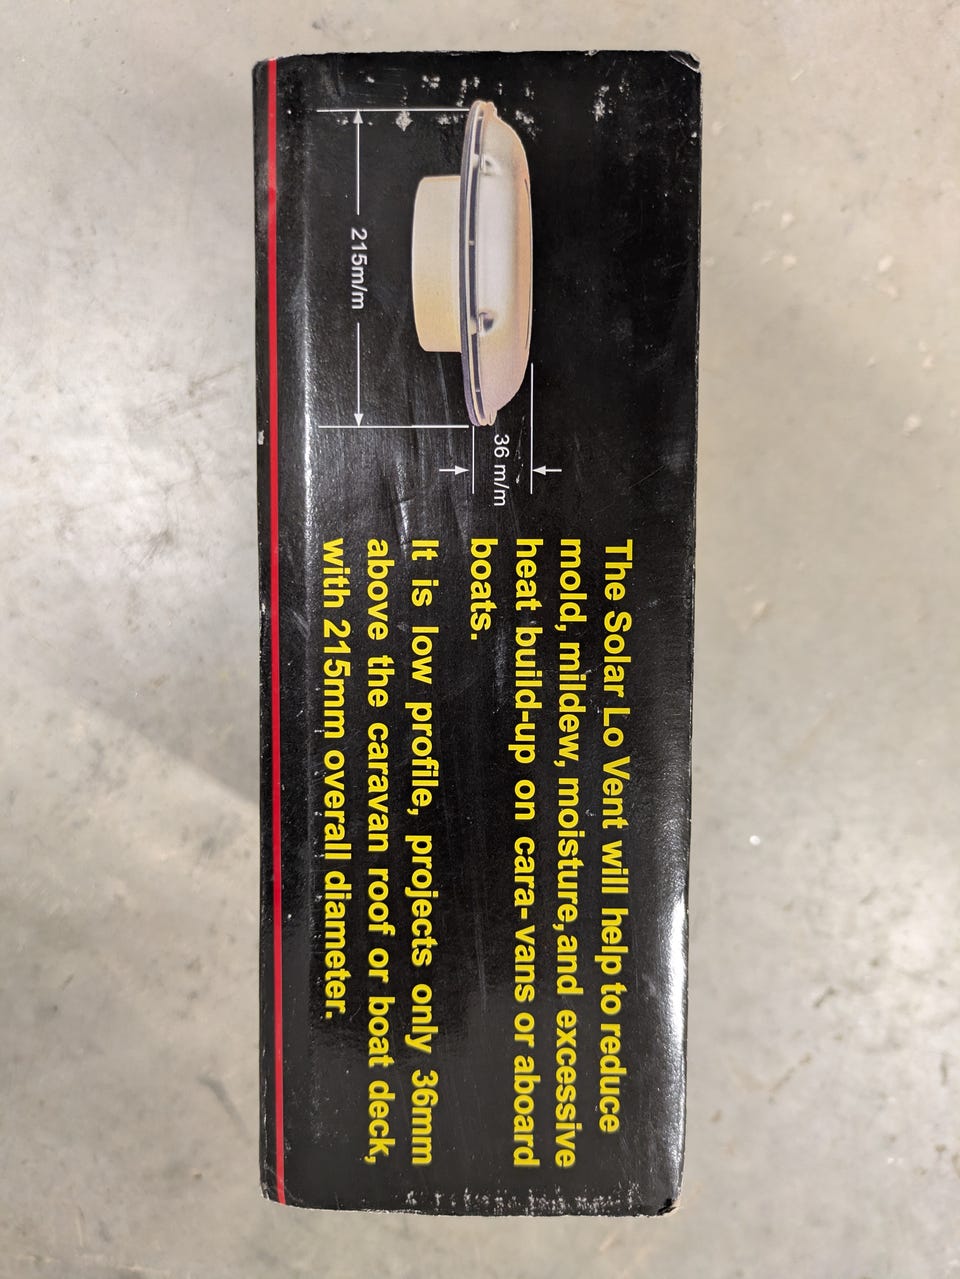 215m/m
36 m/m
The Solar Lo Vent will help to reduce
mold, mildew, moisture,and excessive
heat build-up on cara-vans or aboard
boats.
It is low profile, projects only 36mm
above the caravan roof or boat deck,
with 215mm overall diameter.